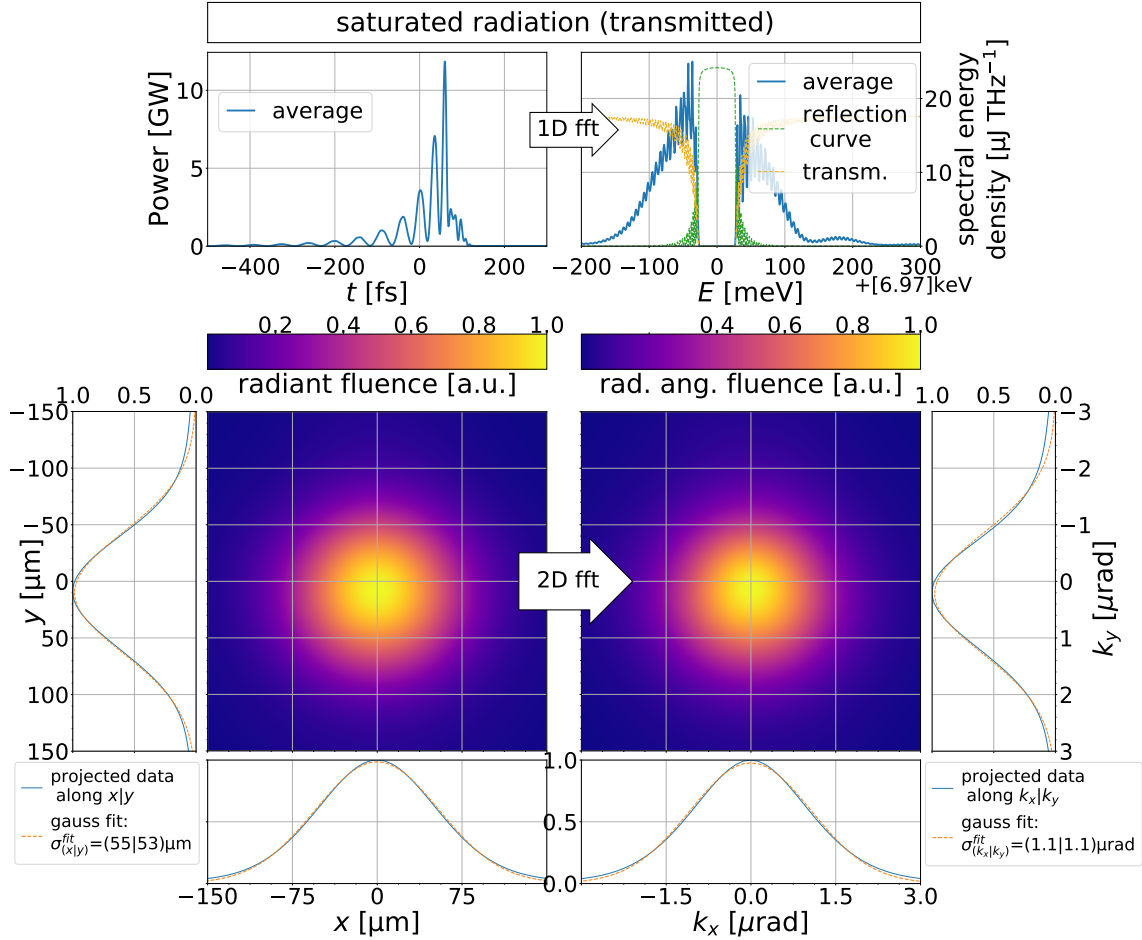 saturated radiation (transmitted)
Power [GW]
10
5
0
average
−400
−200
0
200
t [fs]
1D fft
average
reflection
curve
transm.
20
10
0
spectral energy
density [μJ THz⁻¹]
−200
−100
0
100
200
300
E [meV]
+[6.97]keV
0.2
0.4
0.6
0.8
1.0
radiant fluence [a.u.]
0.4
0.6
0.8
1.0
rad. ang. fluence [a.u.]
1.0
0.5
0.0
−150
−100
−50
0
50
100
150
y [μm]
2D fft
1.0
0.5
0.0
−3
−2
−1
0
1
2
3
k_y [μrad]
projected data
along x|y
gauss fit:
σ^{fit}_{(x|y)}=(55|53)μm
−150
−75
0
75
x [μm]
1.0
0.5
0.0
−1.5
0.0
1.5
3.0
k_x [μrad]
projected data
along k_x|k_y
gauss fit:
σ^{fit}_{(k_x|k_y)}=(1.1|1.1)μrad